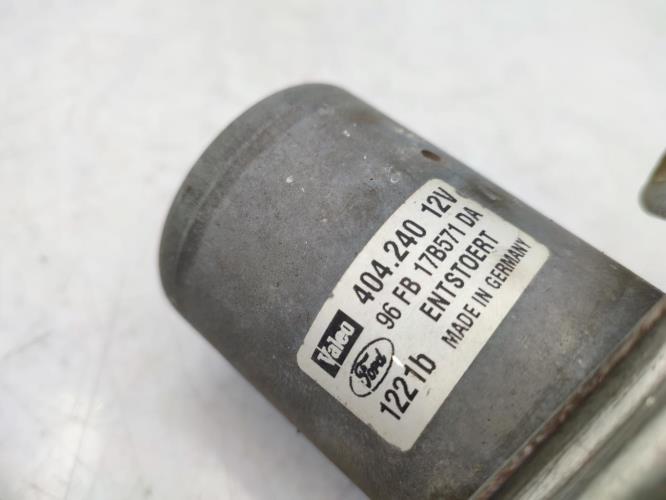 Valeo 404.240 12V
Ford 96 FB 17B571 DA
ENTSTOERT
1221b MADE IN GERMANY